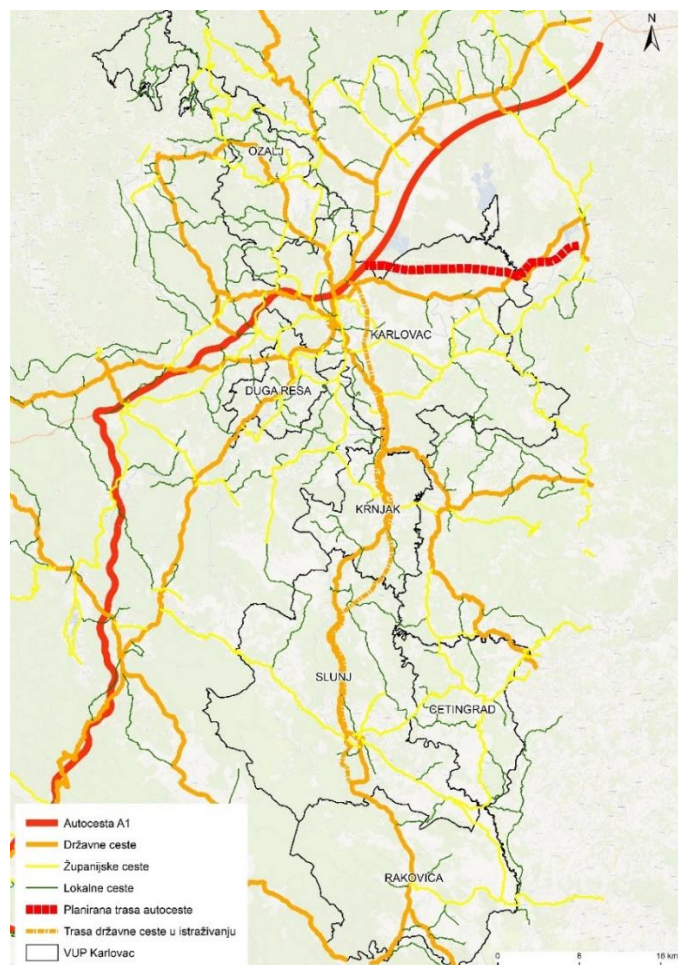 N
OZALJ
KARLOVAC
DUGA RESA
KRNJAK
SLUNJ
CETINGRAD
RAKOVICA
Autocesta A1
Državne ceste
Županijske ceste
Lokalne ceste
Planirana trasa autoceste
Trasa državne ceste u istraživanju
VUP Karlovac
0 8 16 km